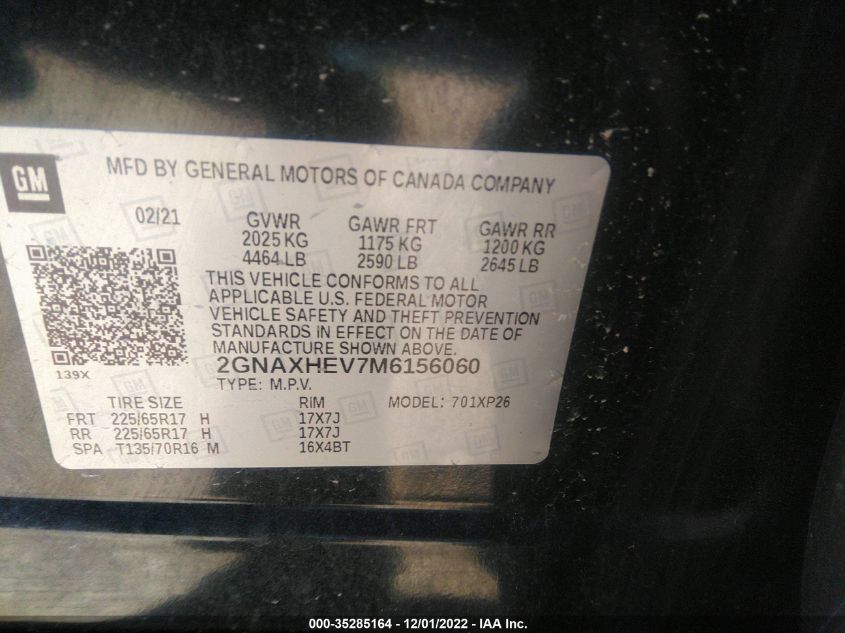 GM
MFD BY GENERAL MOTORS OF CANADA COMPANY
02/21
GVWR GAWR FRT GAWR RR
2025 KG 1175 KG 1200 KG
4464 LB 2590 LB 2645 LB
THIS VEHICLE CONFORMS TO ALL
APPLICABLE U.S. FEDERAL MOTOR
VEHICLE SAFETY AND THEFT PREVENTION
STANDARDS IN EFFECT ON THE DATE OF
MANUFACTURE SHOWN ABOVE.
139X
2GNAXHEV7M6156060
TYPE: M.P.V.
TIRE SIZE RIM MODEL: 701XP26
FRT 225/65R17 H 17X7J
RR 225/65R17 H 17X7J
SPA T135/70R16 M 16X4BT
000-35285164 - 12/01/2022 - IAA Inc.